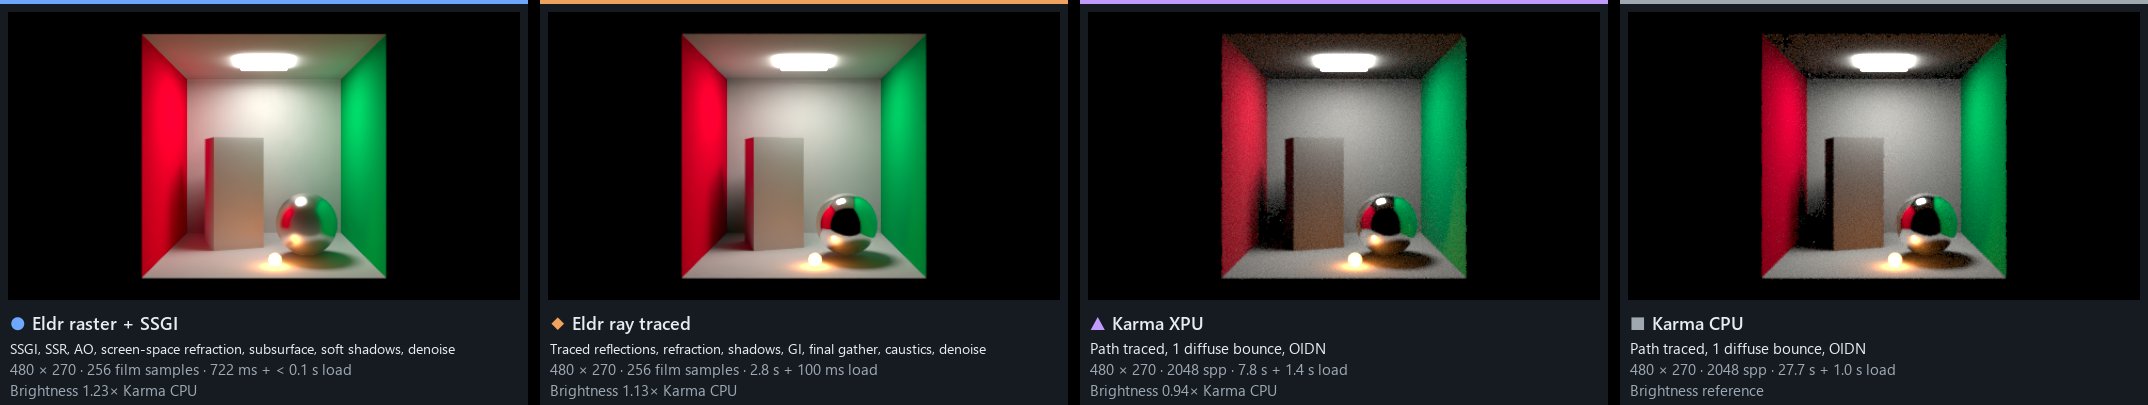 Eldr raster + SSGI
SSGI, SSR, AO, screen-space refraction, subsurface, soft shadows, denoise
480 × 270 · 256 film samples · 722 ms + < 0.1 s load
Brightness 1.23× Karma CPU
Eldr ray traced
Traced reflections, refraction, shadows, GI, final gather, caustics, denoise
480 × 270 · 256 film samples · 2.8 s + 100 ms load
Brightness 1.13× Karma CPU
Karma XPU
Path traced, 1 diffuse bounce, OIDN
480 × 270 · 2048 spp · 7.8 s + 1.4 s load
Brightness 0.94× Karma CPU
Karma CPU
Path traced, 1 diffuse bounce, OIDN
480 × 270 · 2048 spp · 27.7 s + 1.0 s load
Brightness reference